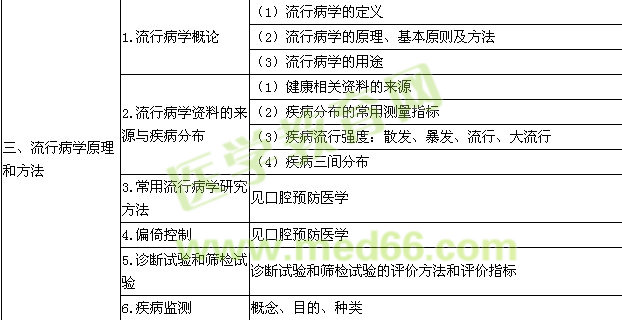 1.流行病学概论
(1) 流行病学的定义
(2) 流行病学的原理、基本原则及方法
(3) 流行病学的用途
三、流行病学原理
和方法
2.流行病学资料的来
源与疾病分布
(1) 健康相关资料的来源
(2) 疾病分布的常用测量指标
(3) 疾病流行强度：散发、暴发、流行、大流行
(4) 疾病三间分布
3.常用流行病学研究
方法
见口腔预防医学
4.偏倚控制
见口腔预防医学
5.诊断试验和筛检试
验
诊断试验和筛检试验的评价方法和评价指标
6.疾病监测
概念、目的、种类
医学教育网
www.med66.com